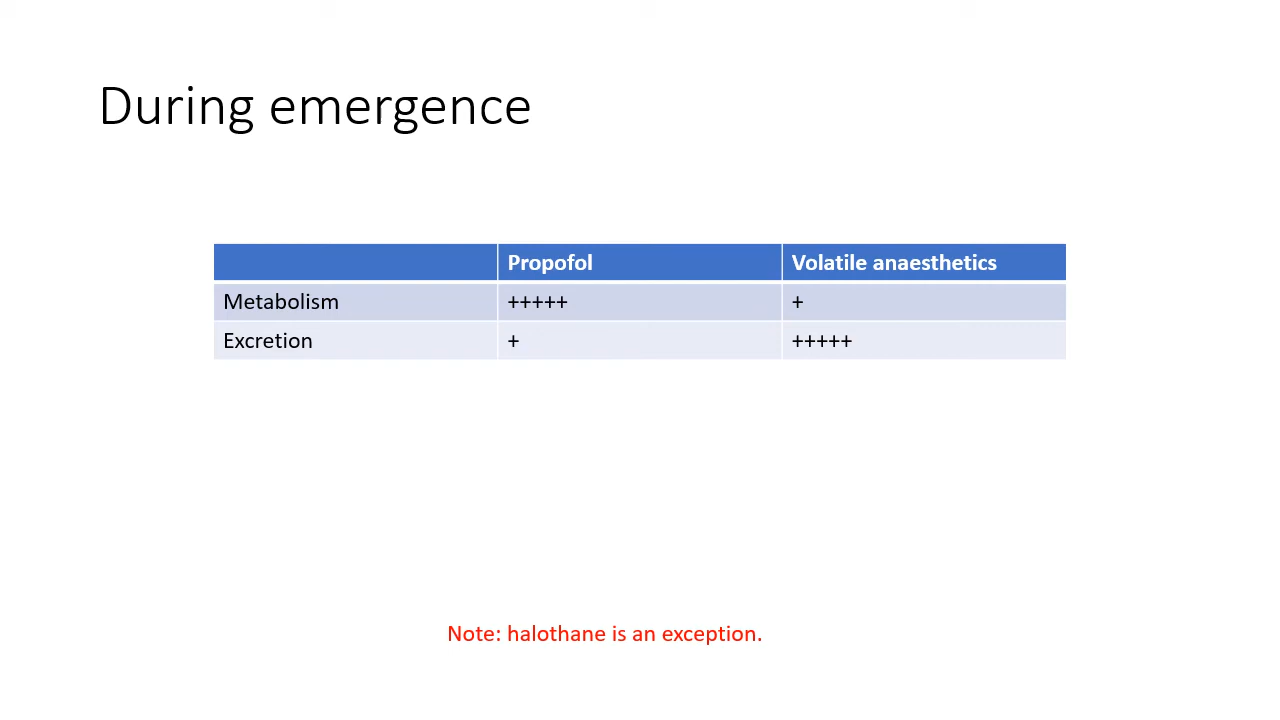 During emergence
Propofol Volatile anaesthetics
Metabolism +++++ +
Excretion + +++++
Note: halothane is an exception.